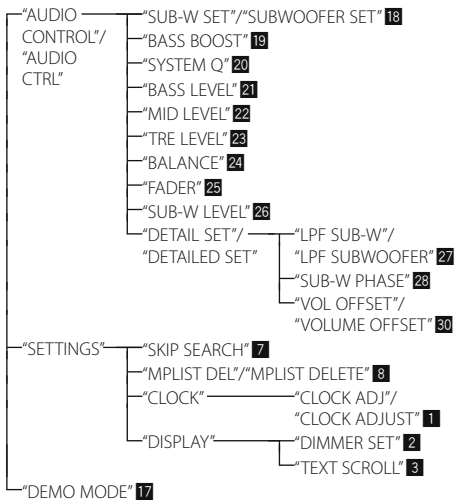 “AUDIO CONTROL”/ “AUDIO CTRL”
“SUB-W SET”/“SUBWOOFER SET” 18
“BASS BOOST” 19
“SYSTEM Q” 20
“BASS LEVEL” 21
“MID LEVEL” 22
“TRE LEVEL” 23
“BALANCE” 24
“FADER” 25
“SUB-W LEVEL” 26
“DETAIL SET”/
“DETAILED SET”
“LPF SUB-W”/
“LPF SUBWOOFER” 27
“SUB-W PHASE” 28
“VOL OFFSET”/
“VOLUME OFFSET” 30
“SETTINGS”
“SKIP SEARCH” 7
“MPLIST DEL”/“MPLIST DELETE” 8
“CLOCK”
“CLOCK ADJ”/
“CLOCK ADJUST” 1
“DISPLAY”
“DIMMER SET” 2
“TEXT SCROLL” 3
“DEMO MODE” 17